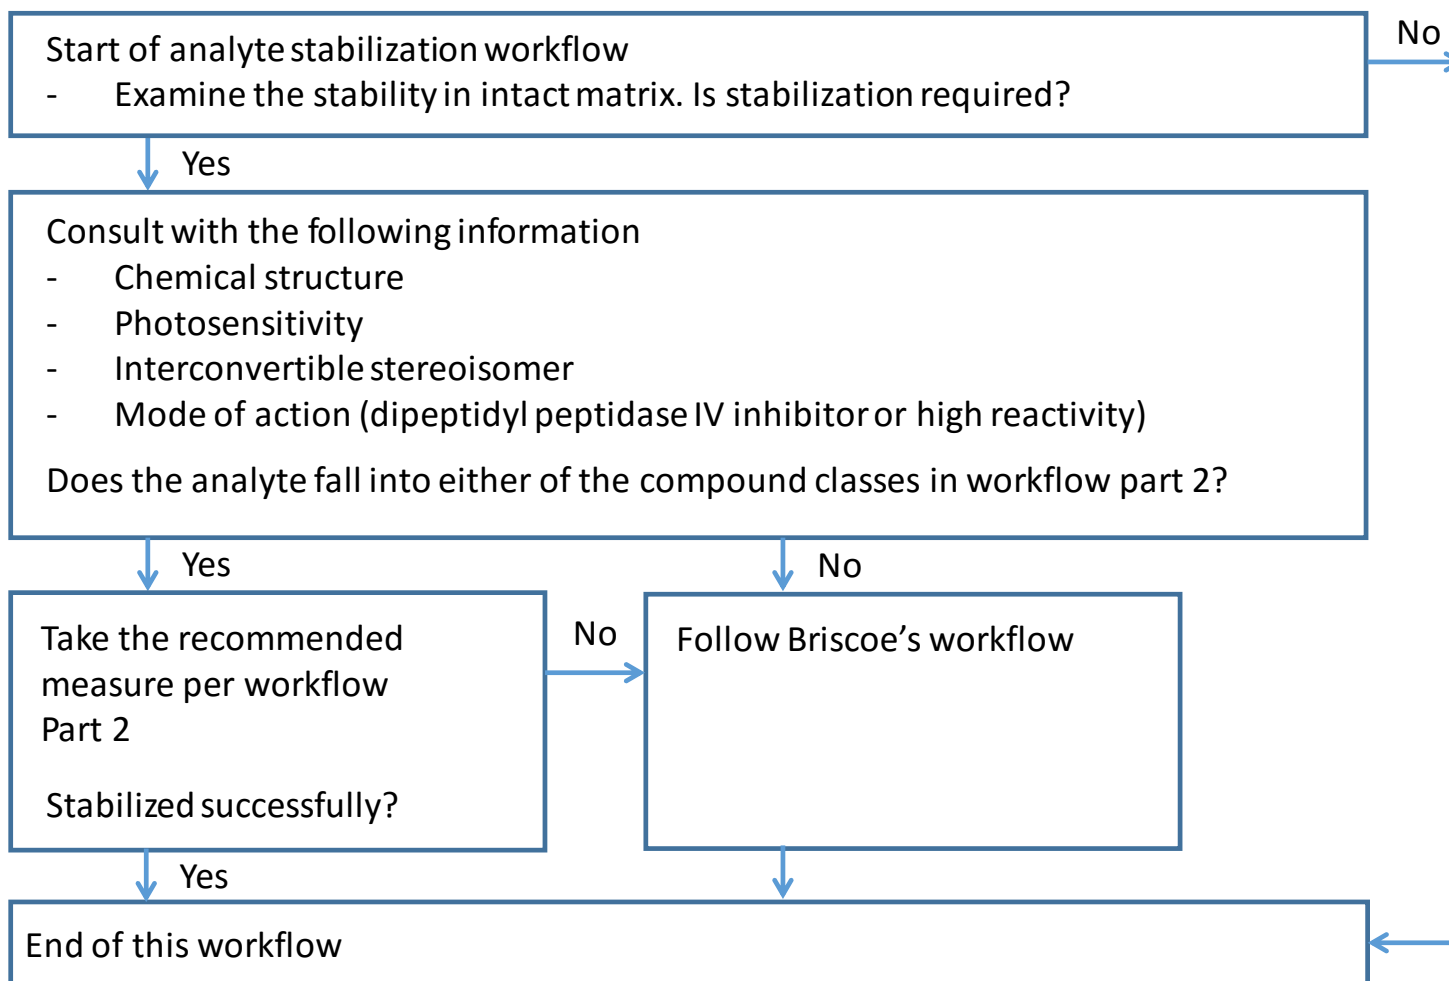 Start of analyte stabilization workflow
No
- Examine the stability in intact matrix. Is stabilization required?
Yes
Consult with the following information
- Chemical structure
- Photosensitivity
- Interconvertible stereoisomer
- Mode of action (dipeptidyl peptidase IV inhibitor or high reactivity)
Does the analyte fall into either of the compound classes in workflow part 2?
Yes
No
Take the recommended
measure per workflow
Part 2
Stabilized successfully?
No
Follow Briscoe’s workflow
Yes
End of this workflow